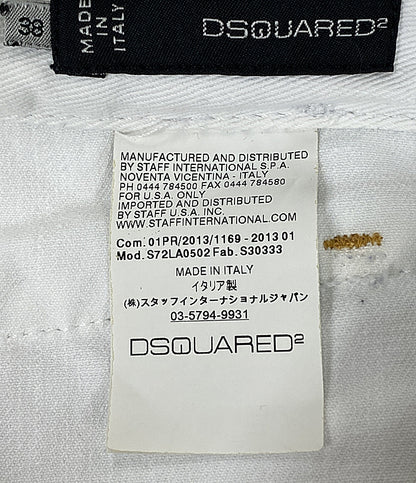 38
MADE
IN
ITALY
DSQUARED²
MANUFACTURED AND DISTRIBUTED
BY STAFF INTERNATIONAL S.P.A.
NOVENTA VICENTINA - ITALY
PH 0444 784500 FAX 0444 784580
FOR U.S.A. ONLY
IMPORTED AND DISTRIBUTED
BY STAFF U.S.A. INC.
WWW.STAFFINTERNATIONAL.COM
Com. 01PR/2013/1169 - 2013 01
Mod. S72LA0502 Fab. S30333
MADE IN ITALY
イタリア製
(株)スタッフインターナショナルジャパン
03-5794-9931
DSQUARED²